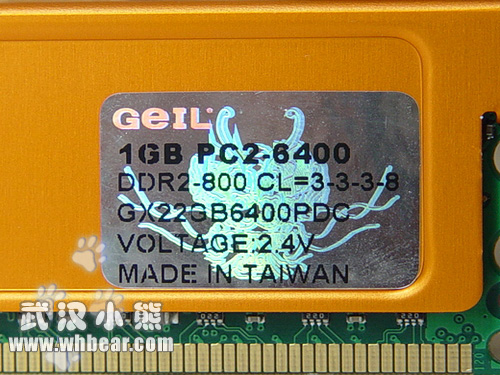 GeIL
1GB PC2-6400
DDR2-800 CL=3-3-3-8
GX22GB6400PDC
VOLTAGE:2.4V
MADE IN TAIWAN
武汉小熊
www.whbear.com
120